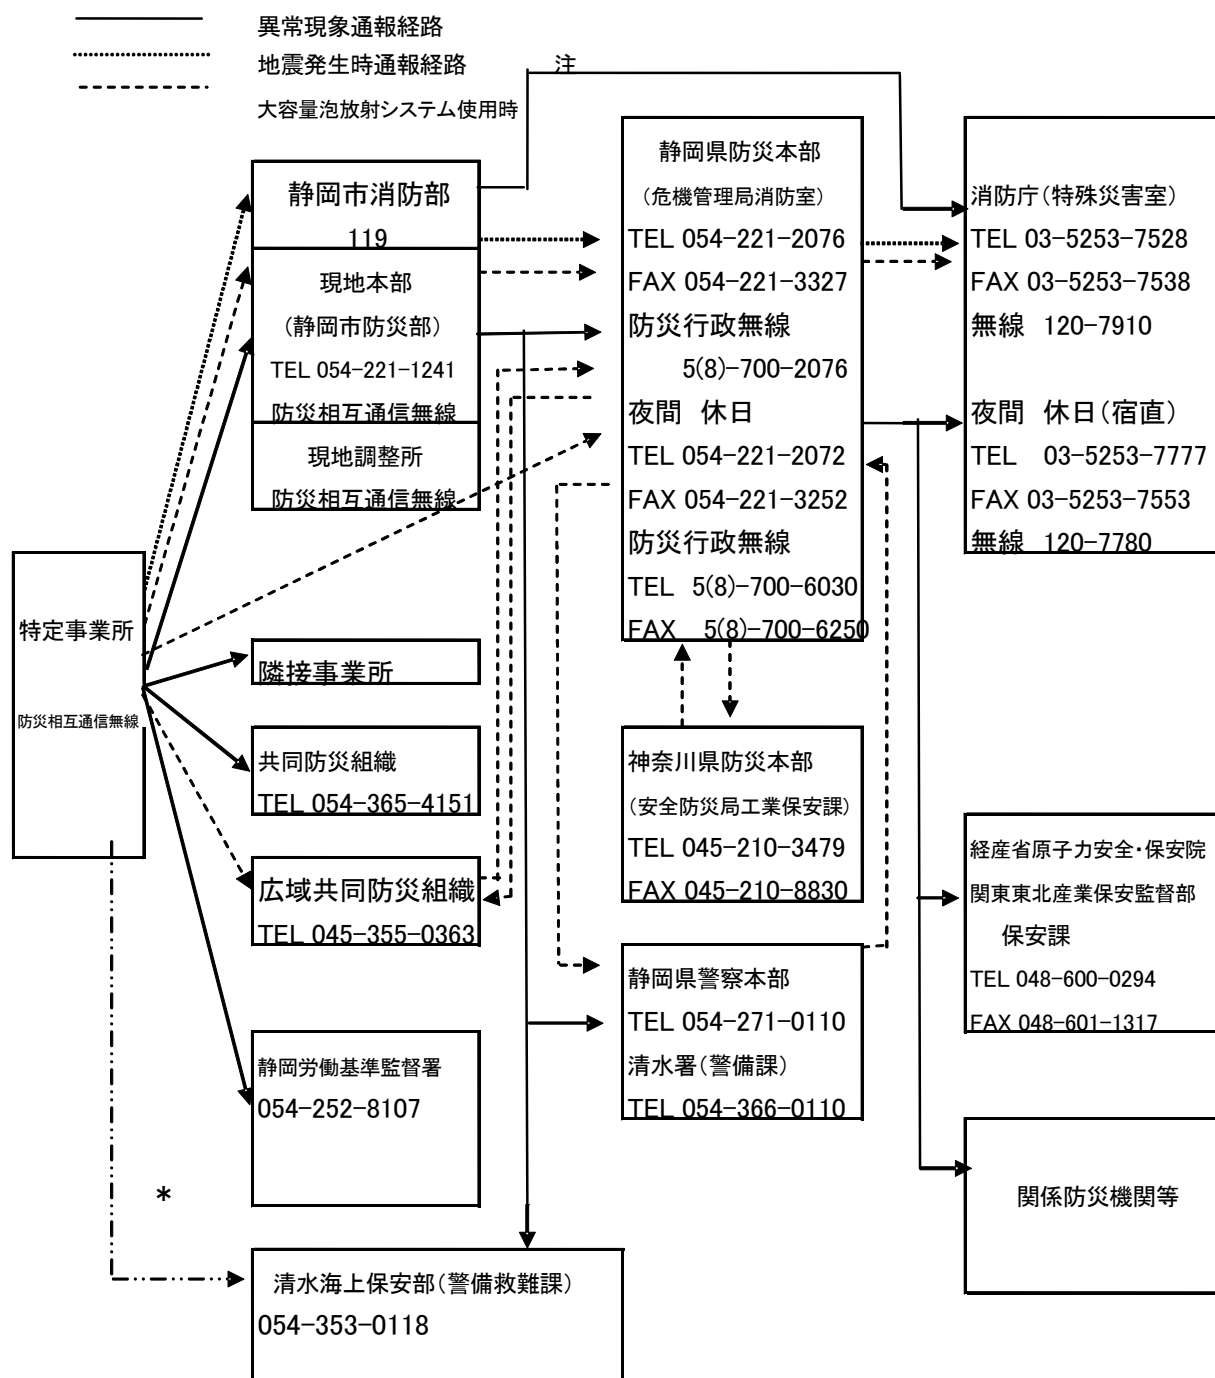 異常現象通報経路
地震発生時通報経路
注
大容量泡放射システム使用時
静岡市消防部
119
現地本部
(静岡市防災部)
TEL 054-221-1241
防災相互通信無線
現地調整所
防災相互通信無線
特定事業所
防災相互通信無線
隣接事業所
共同防災組織
TEL 054-365-4151
広域共同防災組織
TEL 045-355-0363
静岡労働基準監督署
054-252-8107
*
清水海上保安部(警備救難課)
054-353-0118
静岡県防災本部
(危機管理局消防室)
TEL 054-221-2076
FAX 054-221-3327
防災行政無線
5(8)-700-2076
夜間 休日
TEL 054-221-2072
FAX 054-221-3252
防災行政無線
TEL 5(8)-700-6030
FAX 5(8)-700-6250
神奈川県防災本部
(安全防災局工業保安課)
TEL 045-210-3479
FAX 045-210-8830
静岡県警察本部
TEL 054-271-0110
清水署(警備課)
TEL 054-366-0110
消防庁(特殊災害室)
TEL 03-5253-7528
FAX 03-5253-7538
無線 120-7910
夜間 休日(宿直)
TEL 03-5253-7777
FAX 03-5253-7553
無線 120-7780
経産省原子力安全・保安院
関東東北産業保安監督部
保安課
TEL 048-600-0294
FAX 048-601-1317
関係防災機関等